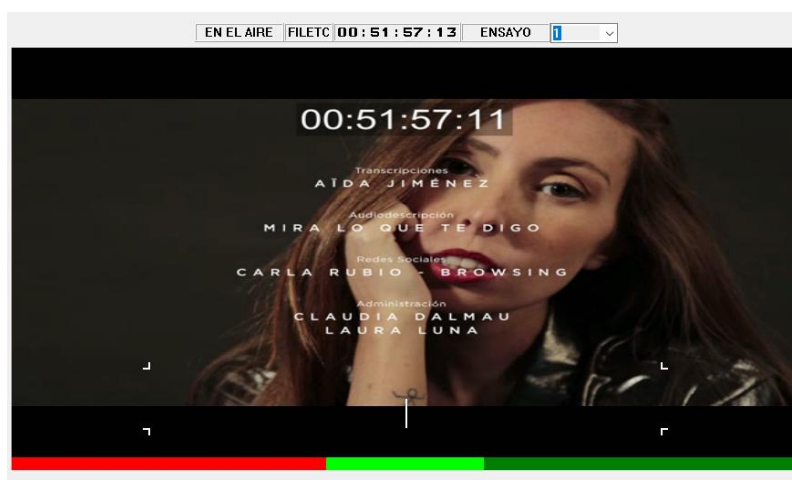 EN EL AIRE FILETC 00:51:57:13 ENSAYO 1
00:51:57:11
Transcripciones
AÏDA JIMÉNEZ
Audiodescripción
MIRA LO QUE TE DIGO
Redes Sociales
CARLA RUBIO - BROWSING
Administración
CLAUDIA DALMAU
LAURA LUNA